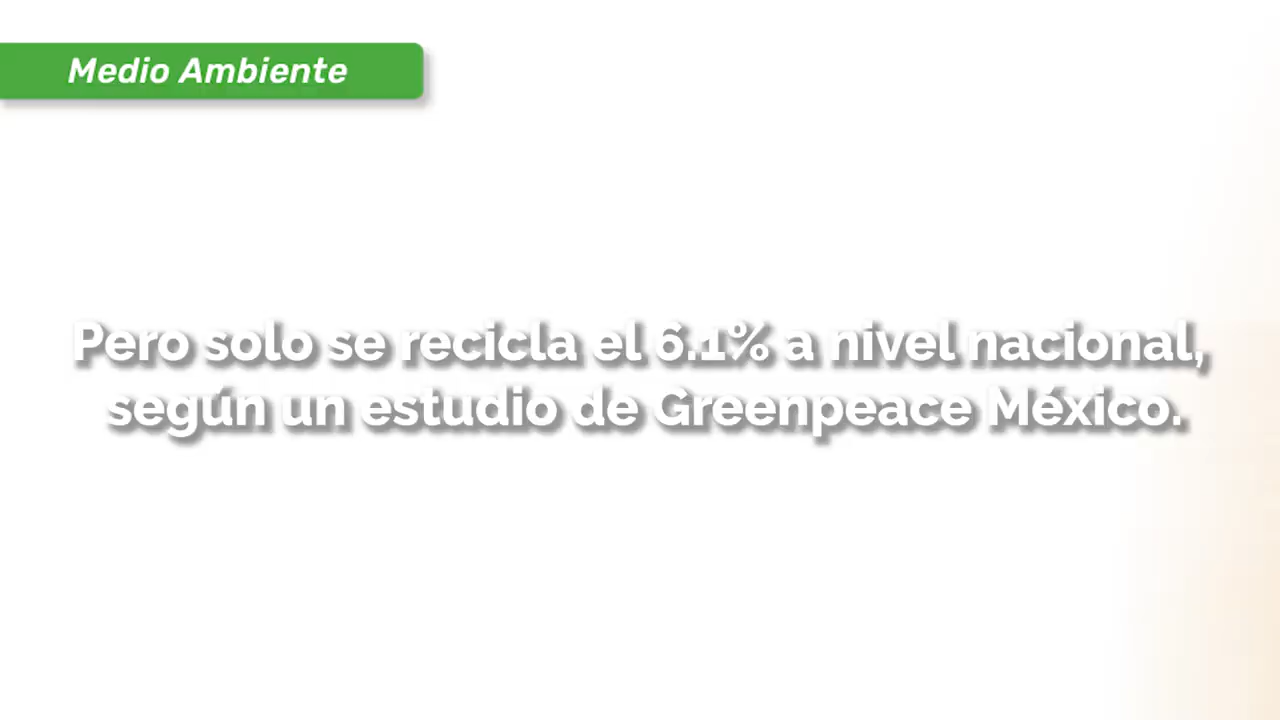 Medio Ambiente
Pero solo se recicla el 6.1% a nivel nacional,
según un estudio de Greenpeace México.